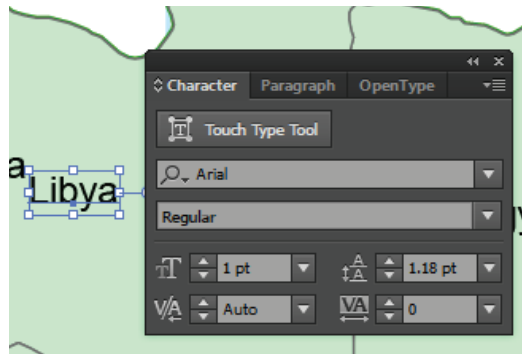 Character Paragraph OpenType
Touch Type Tool
a
Arial
Libya
Regular
1 pt 1.18 pt
Auto 0